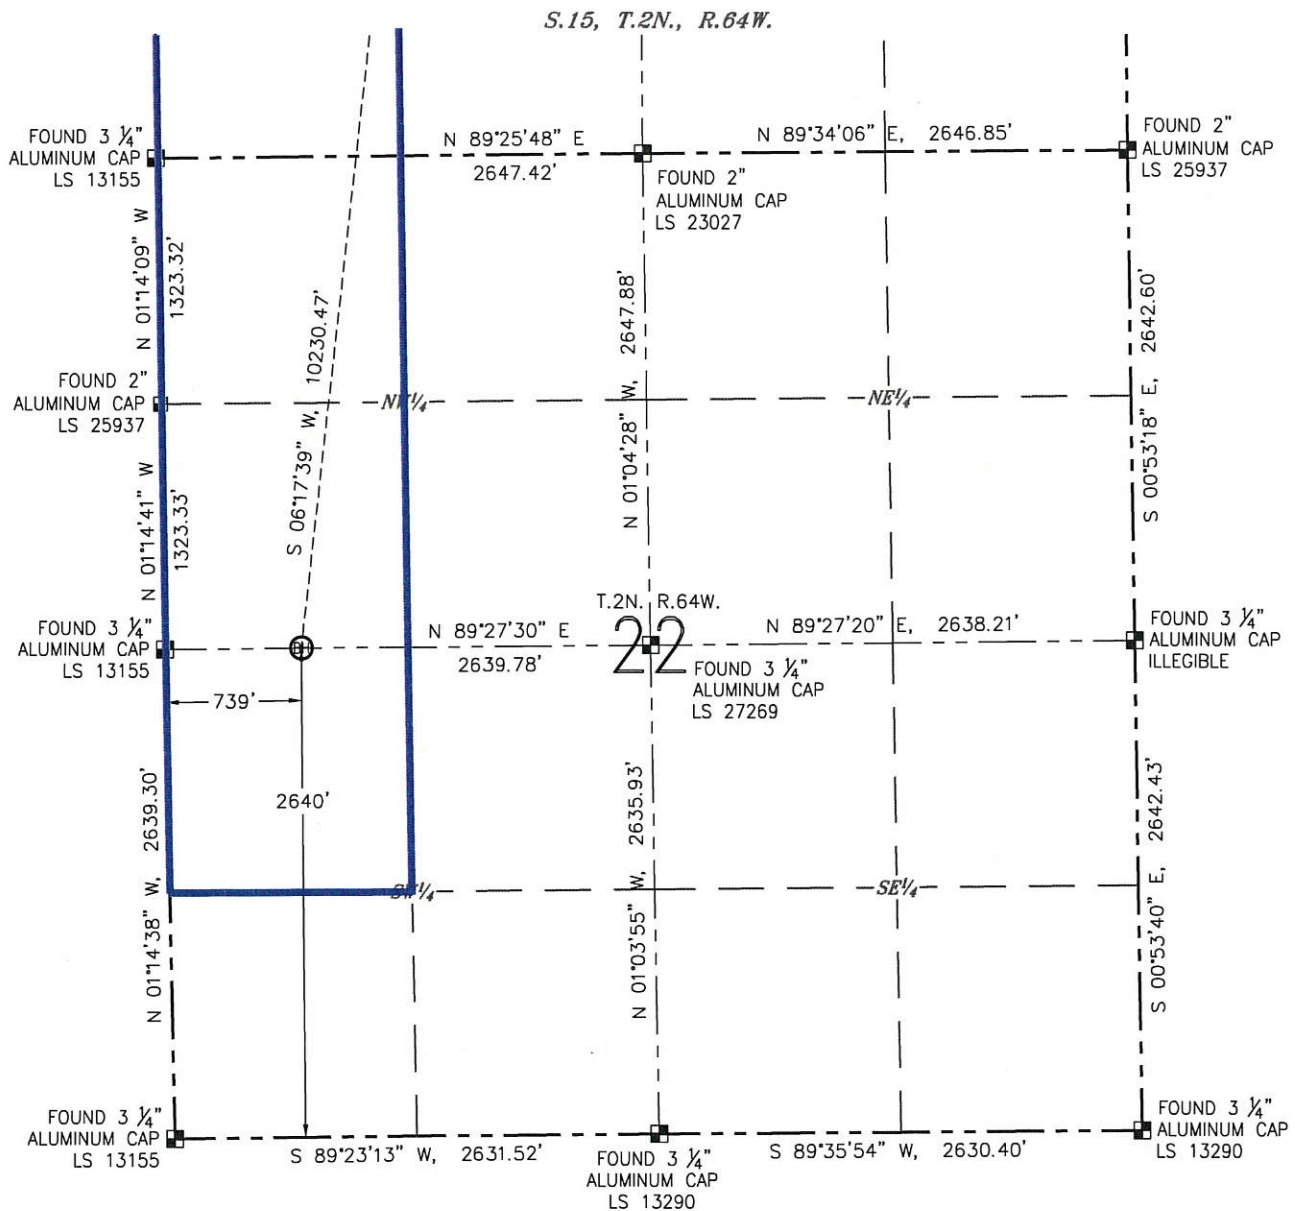 S.15, T.2N., R.64W.
FOUND 3 ¼"
ALUMINUM CAP
LS 13155
N 89°25'48" E
2647.42'
N 89°34'06" E, 2646.85'
FOUND 2"
ALUMINUM CAP
LS 25937
FOUND 2"
ALUMINUM CAP
LS 23027
N 01°14'09" W
1323.32'
S 06°17'39" W, 10230.47'
N 01°04'28" W, 2647.88'
S 00°53'18" E, 2642.60'
FOUND 2"
ALUMINUM CAP
LS 25937
NW¼
NE¼
N 01°14'41" W
1323.33'
FOUND 3 ¼"
ALUMINUM CAP
LS 13155
N 89°27'30" E
2639.78'
T.2N. R.64W.
22
N 89°27'20" E, 2638.21'
FOUND 3 ¼"
ALUMINUM CAP
ILLEGIBLE
FOUND 3 ¼"
ALUMINUM CAP
LS 27269
739'
2640'
N 01°14'38" W, 2639.30'
N 01°03'55" W, 2635.93'
S 00°53'40" E, 2642.43'
SW¼
SE¼
FOUND 3 ¼"
ALUMINUM CAP
LS 13155
S 89°23'13" W, 2631.52'
FOUND 3 ¼"
ALUMINUM CAP
LS 13290
S 89°35'54" W, 2630.40'
FOUND 3 ¼"
ALUMINUM CAP
LS 13290